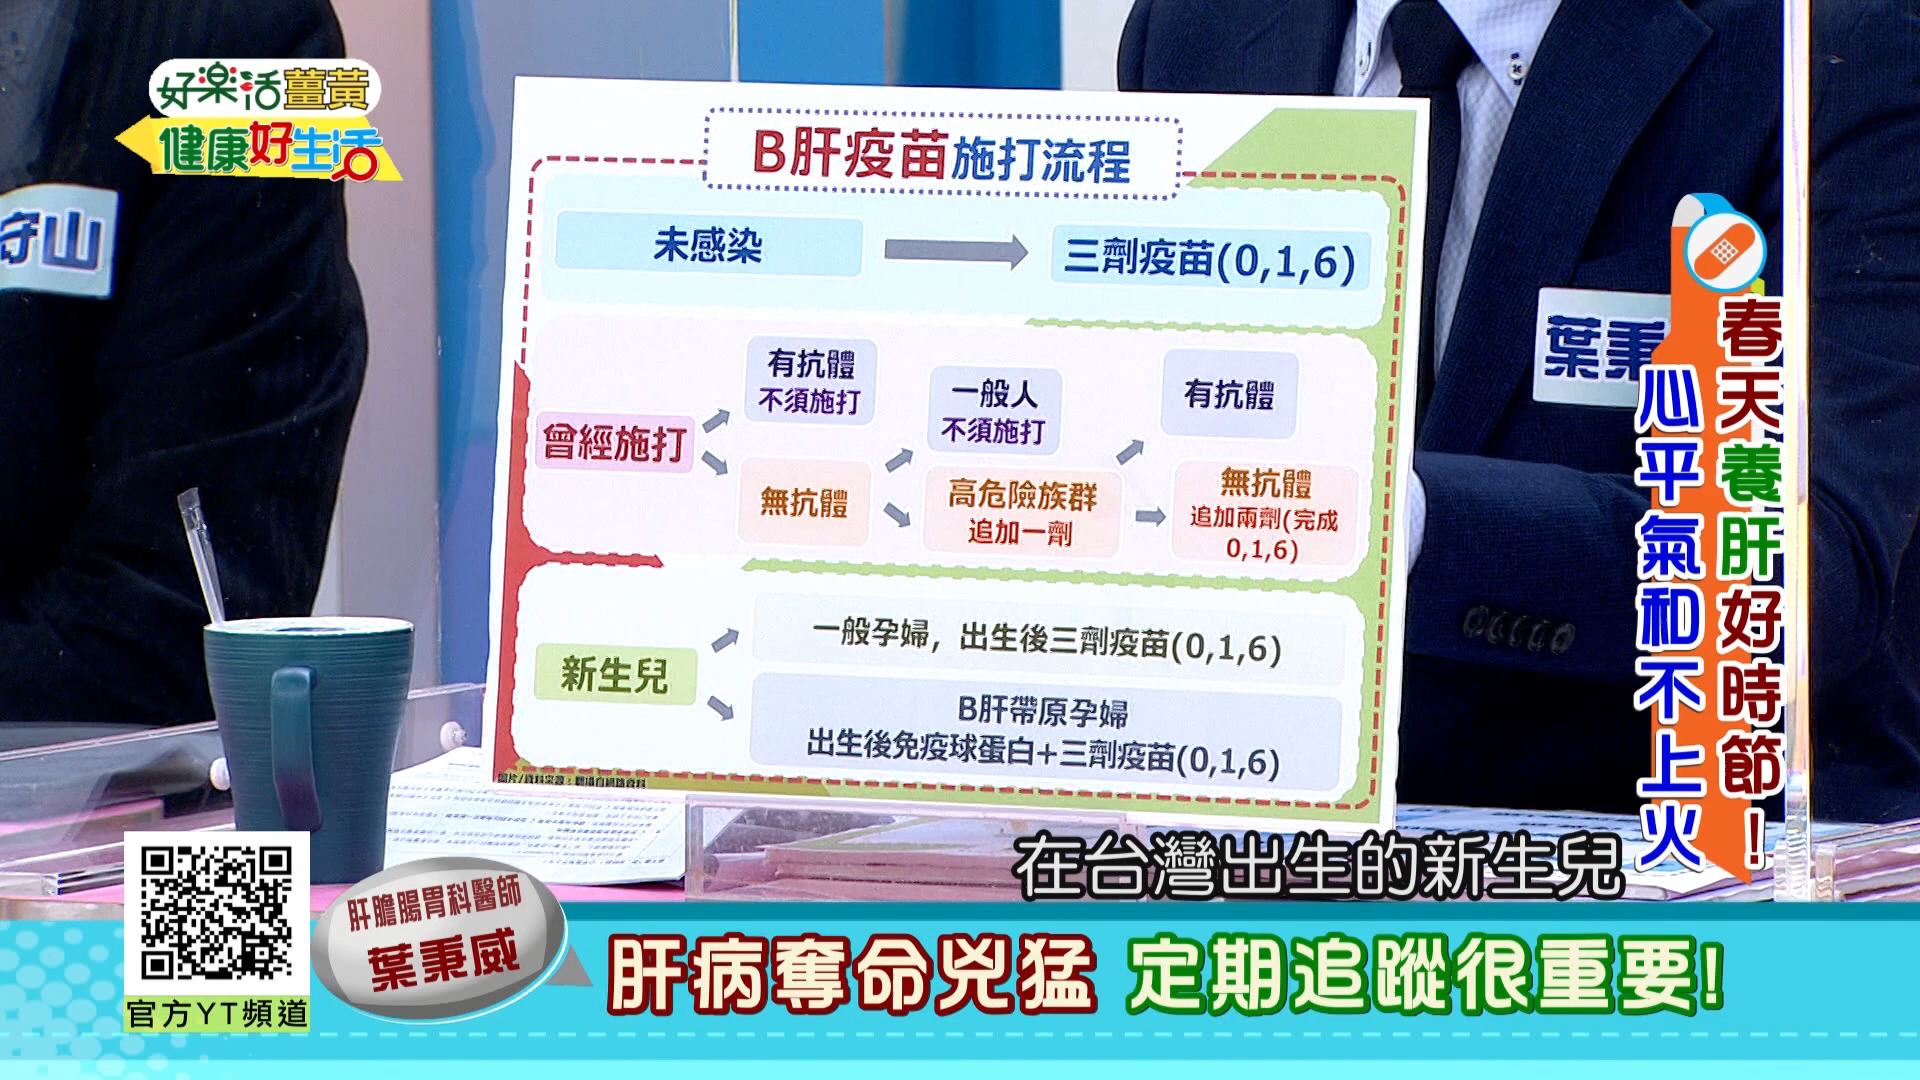 好樂活薑黃
健康好生活
守山
B肝疫苗施打流程
未感染
三劑疫苗(0,1,6)
曾經施打
有抗體
不須施打
無抗體
一般人
不須施打
高危險族群
追加一劑
有抗體
無抗體
追加兩劑(完成
0,1,6)
新生兒
一般孕婦，出生後三劑疫苗(0,1,6)
B肝帶原孕婦
出生後免疫球蛋白+三劑疫苗(0,1,6)
葉秉
春天養肝好時節!
心平氣和不上火
在台灣出生的新生兒
官方YT頻道
肝膽腸胃科醫師
葉秉威
肝病奪命兇猛 定期追蹤很重要!